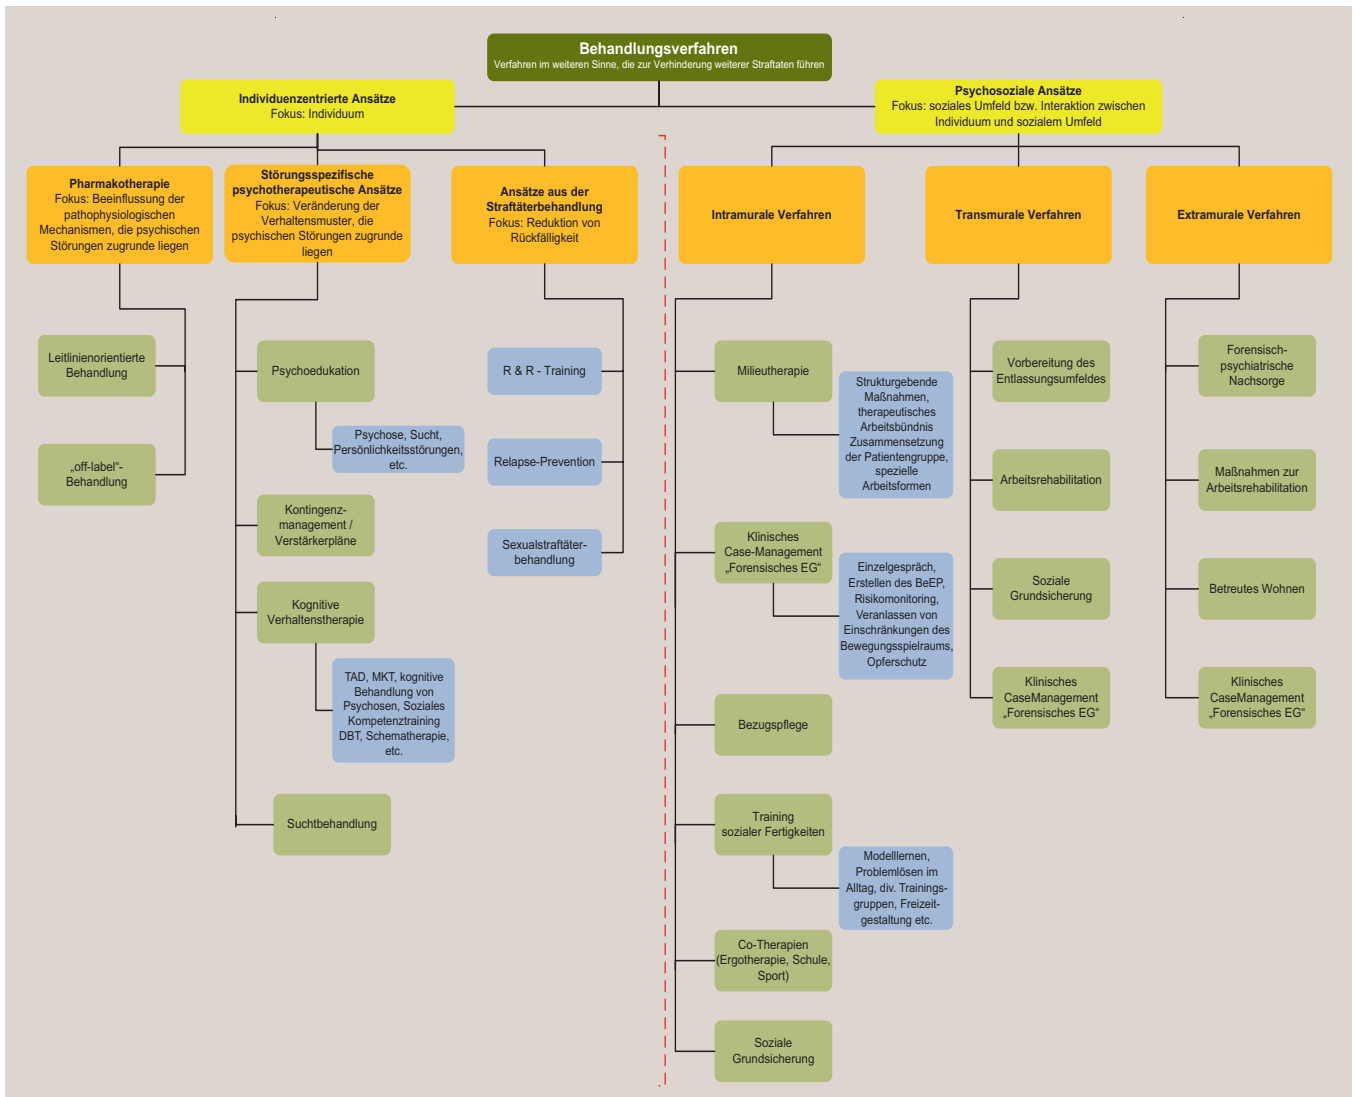 Behandlungsverfahren
Verfahren im weiteren Sinne, die zur Verhinderung weiterer Straftaten führen
Individuenzentrierte Ansätze
Fokus: Individuum
Psychosoziale Ansätze
Fokus: soziales Umfeld bzw. Interaktion zwischen
Individuum und sozialem Umfeld
Pharmakotherapie
Fokus: Beeinflussung der
pathophysiologischen
Mechanismen, die psychischen
Störungen zugrunde liegen
Störungsspezifische
psychotherapeutische Ansätze
Fokus: Veränderung der
Verhaltensmuster, die
psychischen Störungen zugrunde
liegen
Ansätze aus der
Straftäterbehandlung
Fokus: Reduktion von
Rückfälligkeit
Intramurale Verfahren
Transmurale Verfahren
Extramurale Verfahren
Leitlinienorientierte
Behandlung
„off-label“-
Behandlung
Psychoedukation
Psychose, Sucht,
Persönlichkeitsstörungen,
etc.
Kontingenz-
management /
Verstärkerpläne
Kognitive
Verhaltenstherapie
TAD, MKT, kognitive
Behandlung von
Psychosen, Soziales
Kompetenztraining
DBT, Schematherapie,
etc.
Suchtbehandlung
R & R - Training
Relapse-Prevention
Sexualstraftäter-
behandlung
Milieutherapie
Strukturgebende
Maßnahmen,
therapeutisches
Arbeitsbündnis
Zusammensetzung
der Patientengruppe,
spezielle
Arbeitsformen
Klinisches
Case-Management
„Forensisches EG“
Einzelgespräch,
Erstellen des BeEP,
Risikomonitoring,
Veranlassen von
Einschränkungen des
Bewegungsspielraums,
Opferschutz
Bezugspflege
Training
sozialer Fertigkeiten
Modelllernen,
Problemlösen im
Alltag, div. Trainings-
gruppen, Freizeit-
gestaltung etc.
Co-Therapien
(Ergotherapie, Schule,
Sport)
Soziale
Grundsicherung
Vorbereitung des
Entlassungsumfeldes
Arbeitsrehabilitation
Soziale
Grundsicherung
Klinisches
CaseManagement
„Forensisches EG“
Forensisch-
psychiatrische
Nachsorge
Maßnahmen zur
Arbeitsrehabilitation
Betreutes Wohnen
Klinisches
CaseManagement
„Forensisches EG“